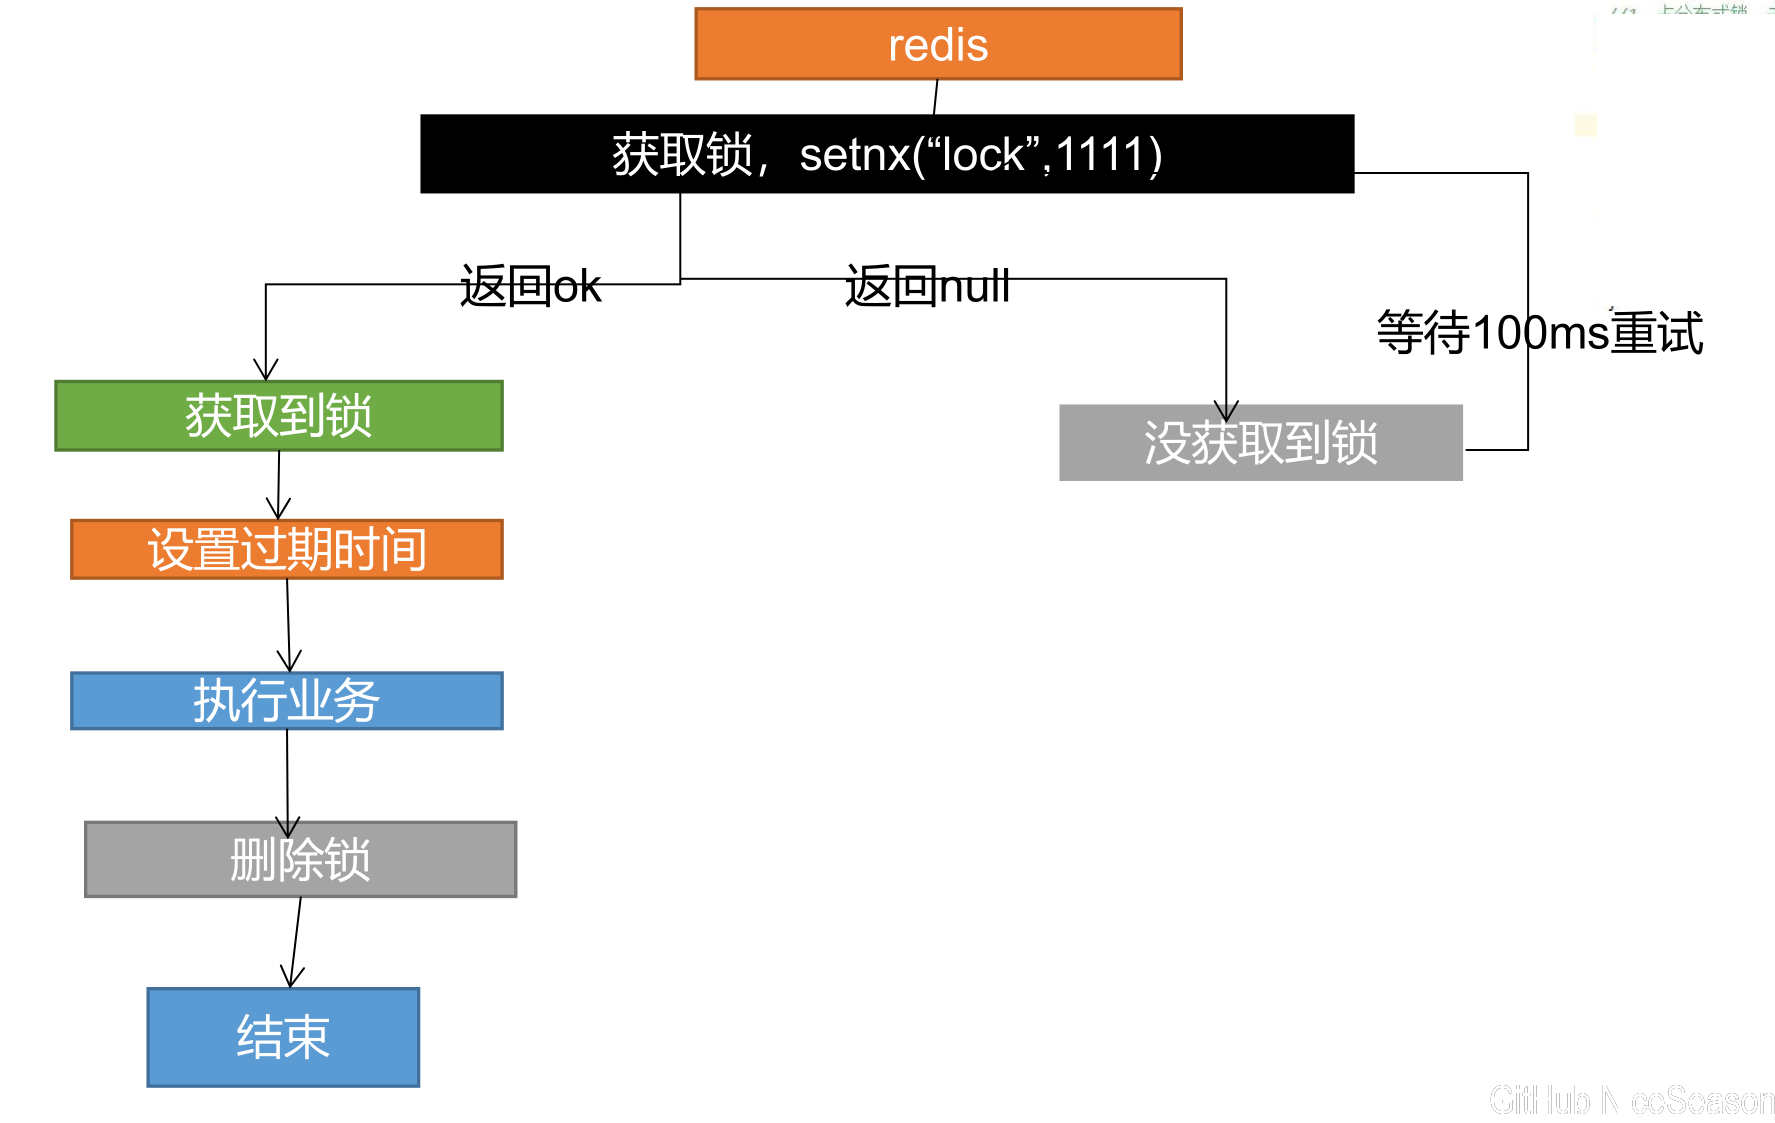 redis
获取锁，setnx(“lock”,1111)
返回ok
返回null
等待100ms重试
获取到锁
没获取到锁
设置过期时间
执行业务
删除锁
结束
GitHub NiceSeason